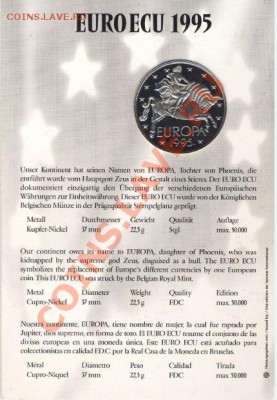 COINS.LAV.RU
EUROECU 1995
EUROPA
1995
Unser Kontinent hat seinen Namen von EUROPA, Tochter von Phoenix, die
entführt wurde vom Hauptgott Zeus in der Gestalt eines Stieres. Der EURO ECU
dokumentiert einzigartig den Übergang der verschiedenen Europäischen
Währungen zur Einheitswährung. Dieser EURO ECU wurde von der Königlichen
Belgischen Münze in der Prägequalität Stempelglanz geprägt.
Metall Durchmesser Gewicht Qualität Auflage
Kupfer-Nickel 37 mm 22,5 g Stgl. max. 50.000
Our continent owes its name to EUROPA, daughter of Phoenix, who was
kidnapped by the supreme god Zeus, disguised as a bull. The EURO ECU
symbolizes the replacement of Europe's different currencies by one European
coin. This EURO ECU was struck by the Belgian Royal Mint.
Metal Diameter Weight Quality Edition
Cupro-Nickel 37 mm 22,5 g FDC max. 50.000
Nuestra continente, EUROPA, tiene nombre de mujer, la cual fue raptada por
Jupiter, dios supremo, en forma de toro. El EURO ECU resume el conjunto de las
divisas europeas en una moneda única. Este EURO ECU está acuñado para
coleccionistas en calidad FDC por la Real Casa de la Moneda en Bruselas.
Metal Diámetro Peso Calidad Tirada
Cupro-Niquel 37 mm 22,5 g FDC max. 50.000